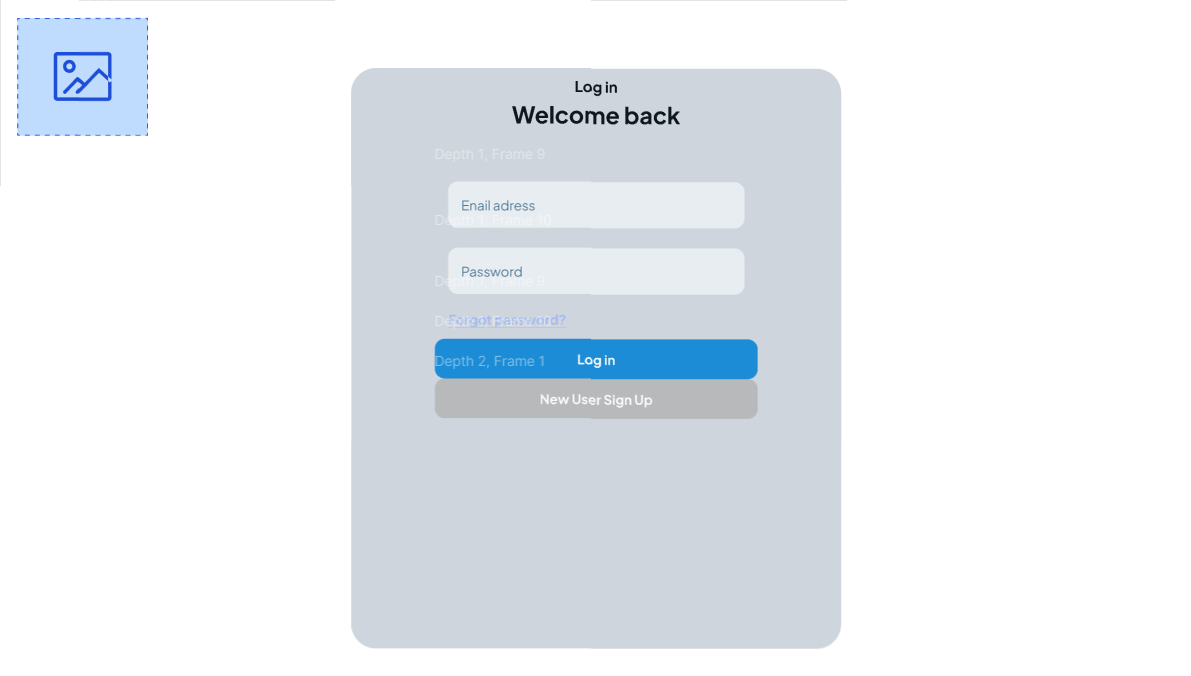 Log in
Welcome back
Depth 1, Frame 9
Enail adress
Depth 1, Frame 10
Password
Depth 1, Frame 9
Forgot password?
Depth 2, Frame 1
Log in
New User Sign Up